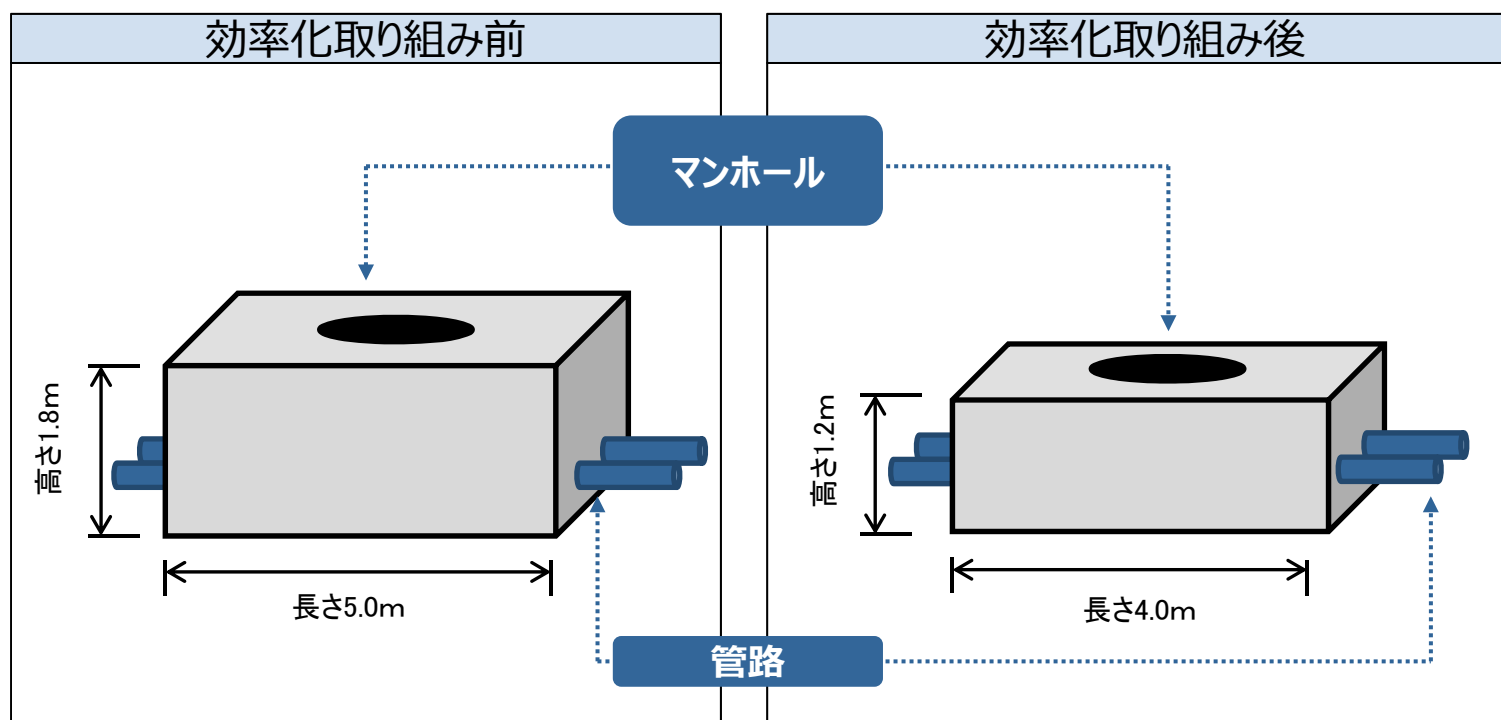 効率化取り組み前
効率化取り組み後
マンホール
高さ1.8m
高さ1.2m
長さ5.0m
長さ4.0m
管路